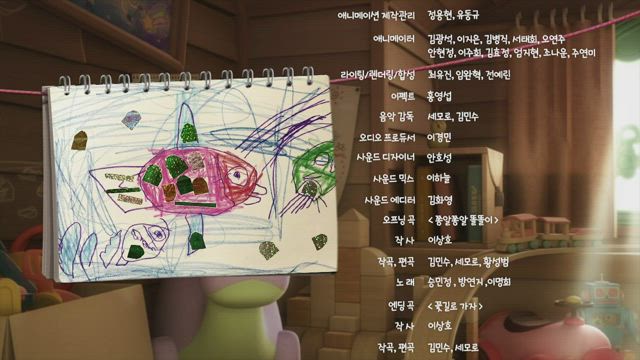 애니메이션 제작관리 정용현, 유동규
애니메이터 김광석, 이거은, 김병직, 서태희, 오연주
안현정, 이주희, 김효정, 엄지현, 조나운, 주연미
라이팅/렌더링/합성 최유진, 임완혁, 전예린
이펙트 홍영섭
음악 감독 세모로, 김민수
오디오 프로듀서 이경민
사운드 디자이너 안효성
사운드 믹스 이하늘
사운드 에디터 김화영
오프닝 곡 < 쫑알쫑알 똘똘이 >
작 사 이상호
작곡, 편곡 김민수, 세모로, 황성범
노 래 승민정, 방연지, 이명희
엔딩 곡 < 꽃길로 가자 >
작 사 이상호
작곡, 편곡 김민수, 세모로